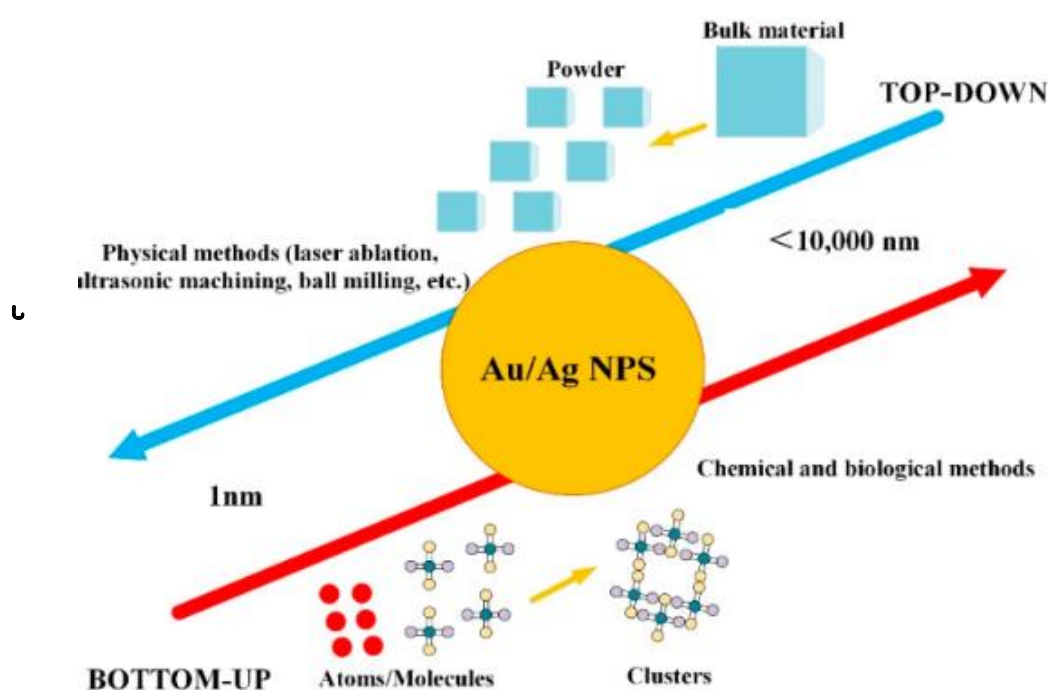 Bulk material
Powder
TOP-DOWN
<10,000 nm
Physical methods (laser ablation,
ultrasonic machining, ball milling, etc.)
Au/Ag NPS
Chemical and biological methods
1nm
BOTTOM-UP
Atoms/Molecules
Clusters